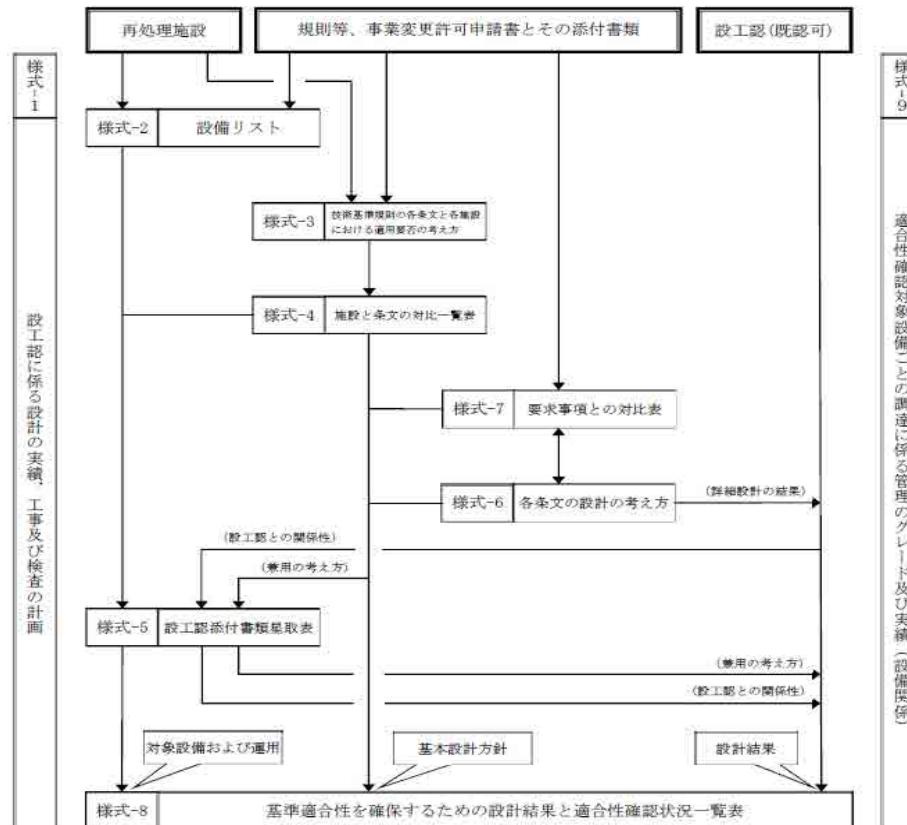 再処理施設
規則等、事業変更許可申請書とその添付書類
設工認(既認可)
様式-1
設工認に係る設計の実績、工事及び検査の計画
様式-9
適合性確認対象設備ごとの調達に係る管理のグレード及び実績(設備関係)
様式-2 設備リスト
様式-3 技術基準規則の各条文と各施設
における適用要否の考え方
様式-4 施設と条文の対比一覧表
様式-7 要求事項との対比表
様式-6 各条文の設計の考え方
(詳細設計の結果)
(設工認との関係性)
(兼用の考え方)
様式-5 設工認添付書類星取表
(兼用の考え方)
(設工認との関係性)
対象設備および運用
基本設計方針
設計結果
様式-8 基準適合性を確保するための設計結果と適合性確認状況一覧表